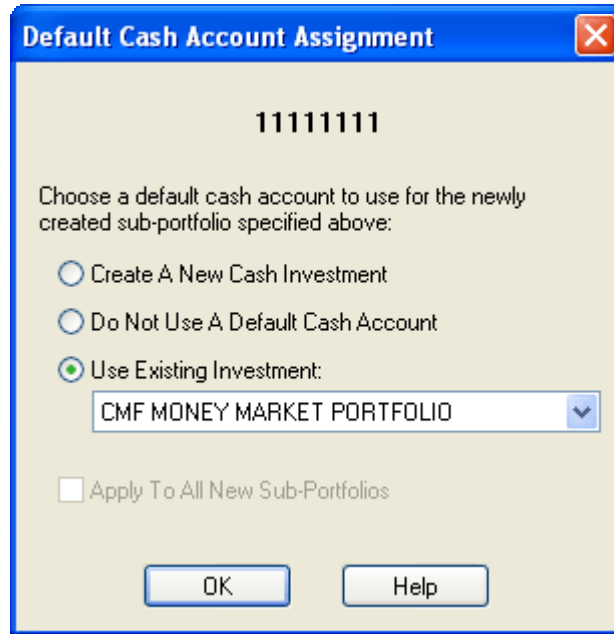 Default Cash Account Assignment
11111111
Choose a default cash account to use for the newly
created sub-portfolio specified above:
Create A New Cash Investment
Do Not Use A Default Cash Account
Use Existing Investment:
CMF MONEY MARKET PORTFOLIO
Apply To All New Sub-Portfolios
OK Help